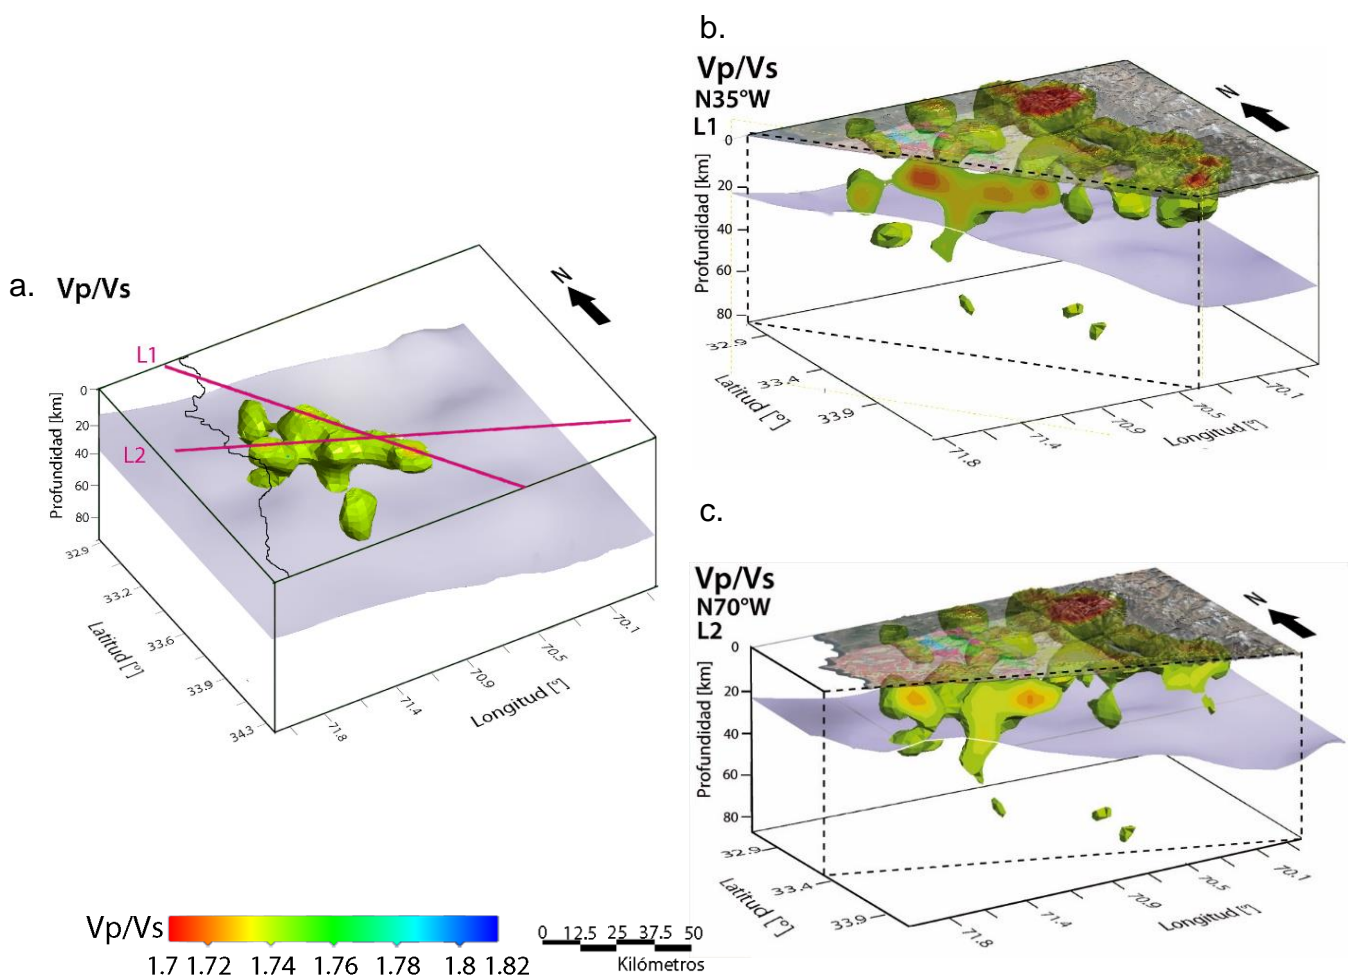 a. Vp/Vs
N
L1
L2
Profundidad [km]
0
20
40
60
80
32.9
33.2
33.6
33.9
34.3
Latitud [º]
71.8
71.4
70.9
70.5
70.1
Longitud [º]
b.
Vp/Vs
N35°W
L1
N
Profundidad [km]
0
20
40
60
80
32.9
33.4
33.9
Latitud [º]
71.8
71.4
70.9
70.5
70.1
Longitud [º]
c.
Vp/Vs
N70°W
L2
N
Profundidad [km]
0
20
40
60
80
32.9
33.4
33.9
Latitud [º]
71.8
71.4
70.9
70.5
70.1
Longitud [º]
Vp/Vs
1.7 1.72 1.74 1.76 1.78 1.8 1.82
0 12.5 25 37.5 50
Kilómetros